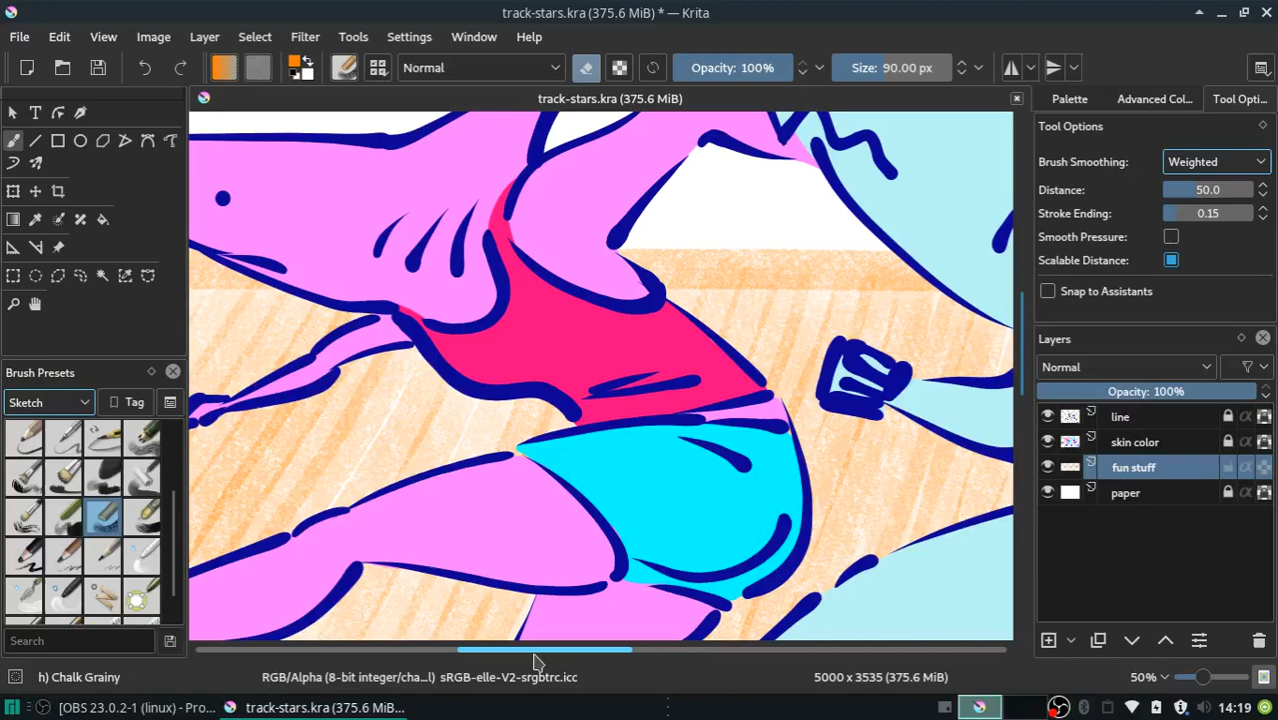 track-stars.kra (375.6 MiB) * — Krita
File Edit View Image Layer Select Filter Tools Settings Window Help
Normal Opacity: 100% Size: 90.00 px
track-stars.kra (375.6 MiB)
Palette Advanced Col... Tool Opti...
Tool Options
Brush Smoothing: Weighted
Distance: 50.0
Stroke Ending: 0.15
Smooth Pressure:
Scalable Distance:
Snap to Assistants
Layers
Normal
Opacity: 100%
line
skin color
fun stuff
paper
Brush Presets
Sketch Tag
Search
h) Chalk Grainy RGB/Alpha (8-bit integer/cha...l) sRGB-elle-V2-srgbtrc.icc 5000 x 3535 (375.6 MiB) 50%
[OBS 23.0.2-1 (linux) - Pro... track-stars.kra (375.6 MiB... 14:19